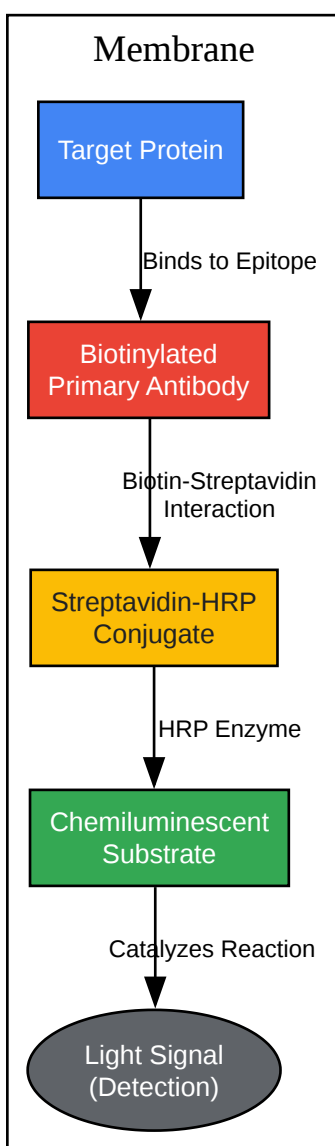 Membrane
Target Protein
Binds to Epitope
Biotinylated
Primary Antibody
Biotin-Streptavidin
Interaction
Streptavidin-HRP
Conjugate
HRP Enzyme
Chemiluminescent
Substrate
Catalyzes Reaction
Light Signal
(Detection)